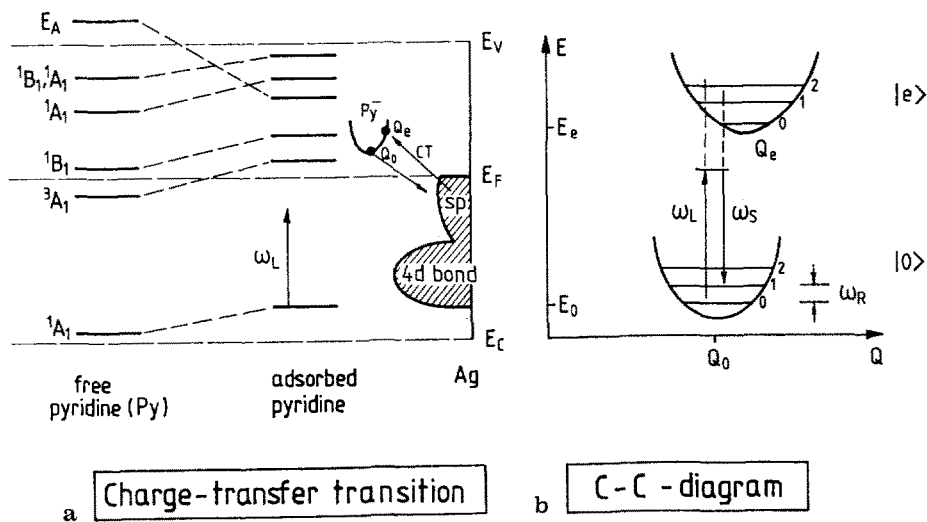 E_A
¹B₁,¹A₁
¹A₁
¹B₁
³A₁
¹A₁
ω_L
Py⁻
Q_e
Q_0
CT
E_V
E_F
sp
4d bond
E_C
free
pyridine (Py)
adsorbed
pyridine
Ag
a
Charge-transfer transition
E
E_e
E_0
2
1
0
Q_e
|e>
ω_L
ω_S
2
1
0
|0>
ω_R
Q_0
Q
b
C-C-diagram